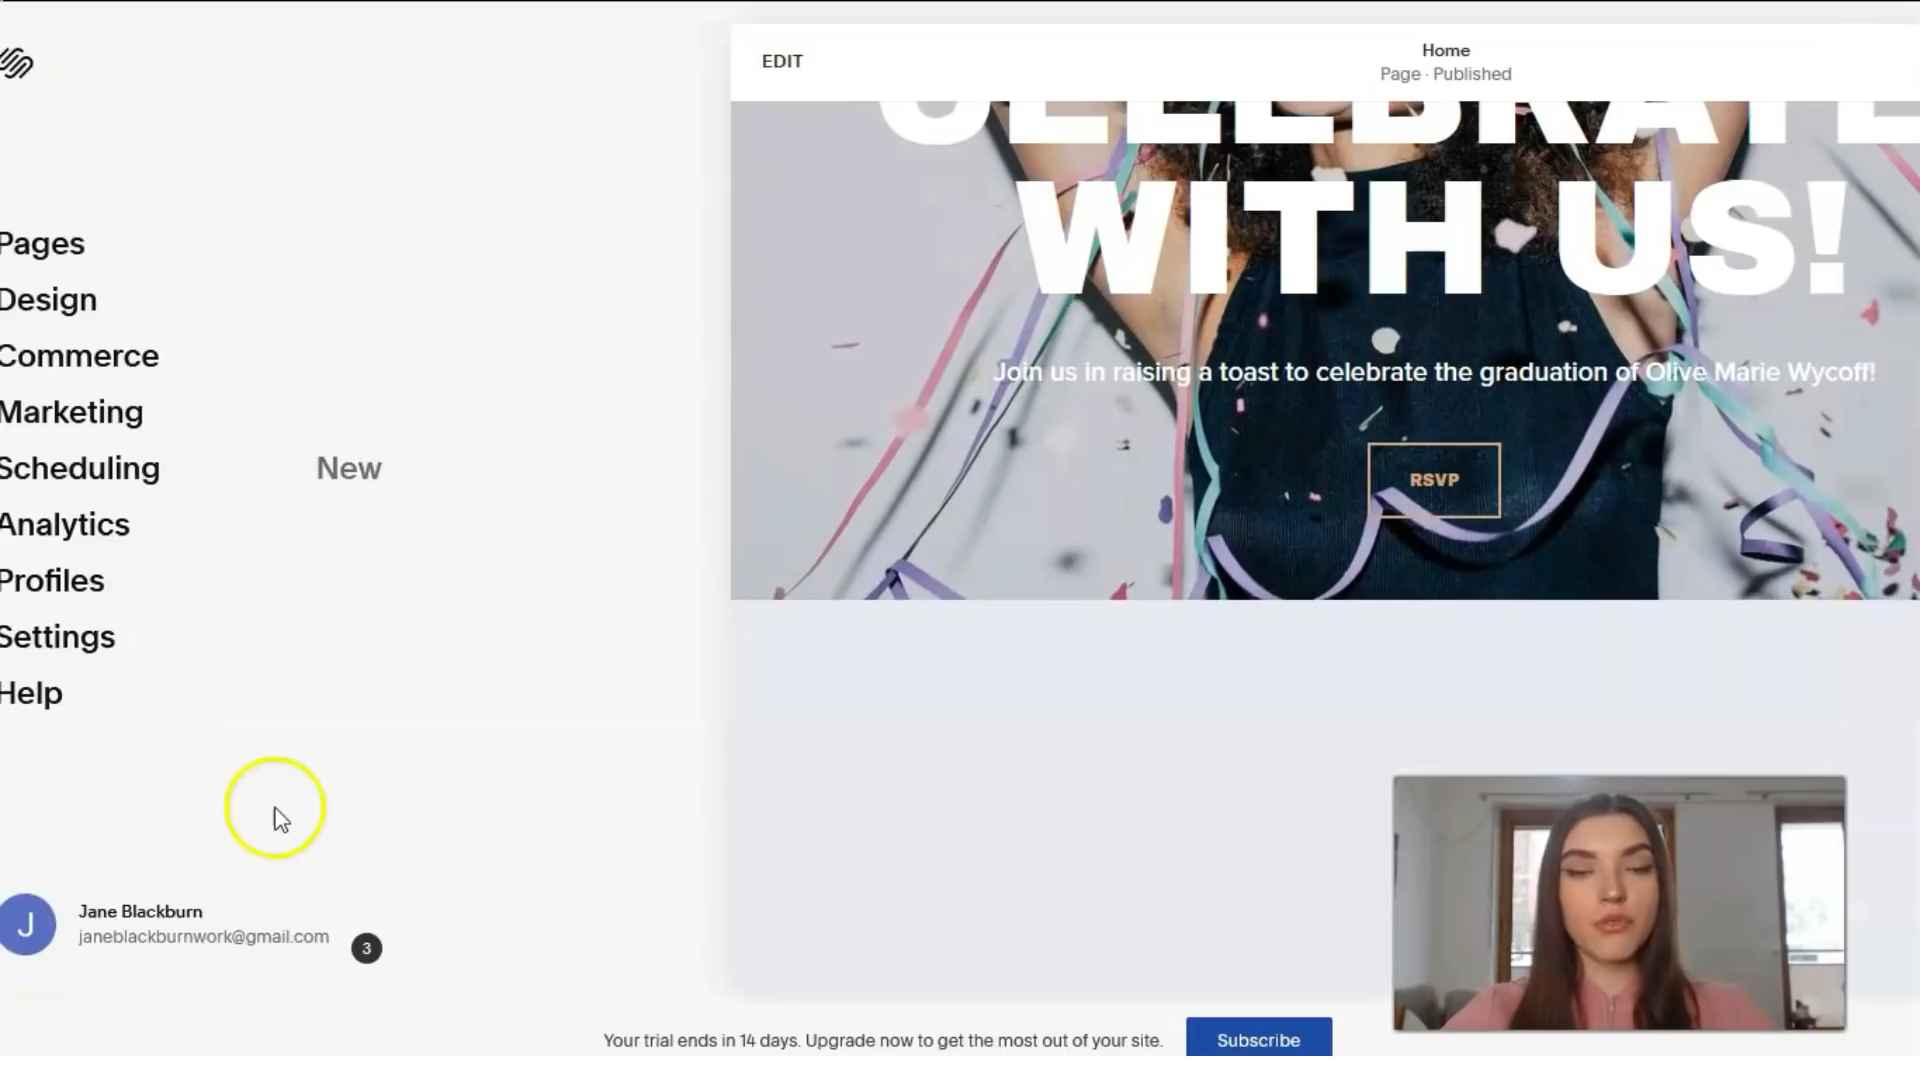 EDIT
Home
Page · Published
CELEBRATE
WITH US!
Join us in raising a toast to celebrate the graduation of Olive Marie Wycoff!
RSVP
Pages
Design
Commerce
Marketing
Scheduling New
Analytics
Profiles
Settings
Help
J
Jane Blackburn
janeblackburnwork@gmail.com
3
Your trial ends in 14 days. Upgrade now to get the most out of your site.
Subscribe